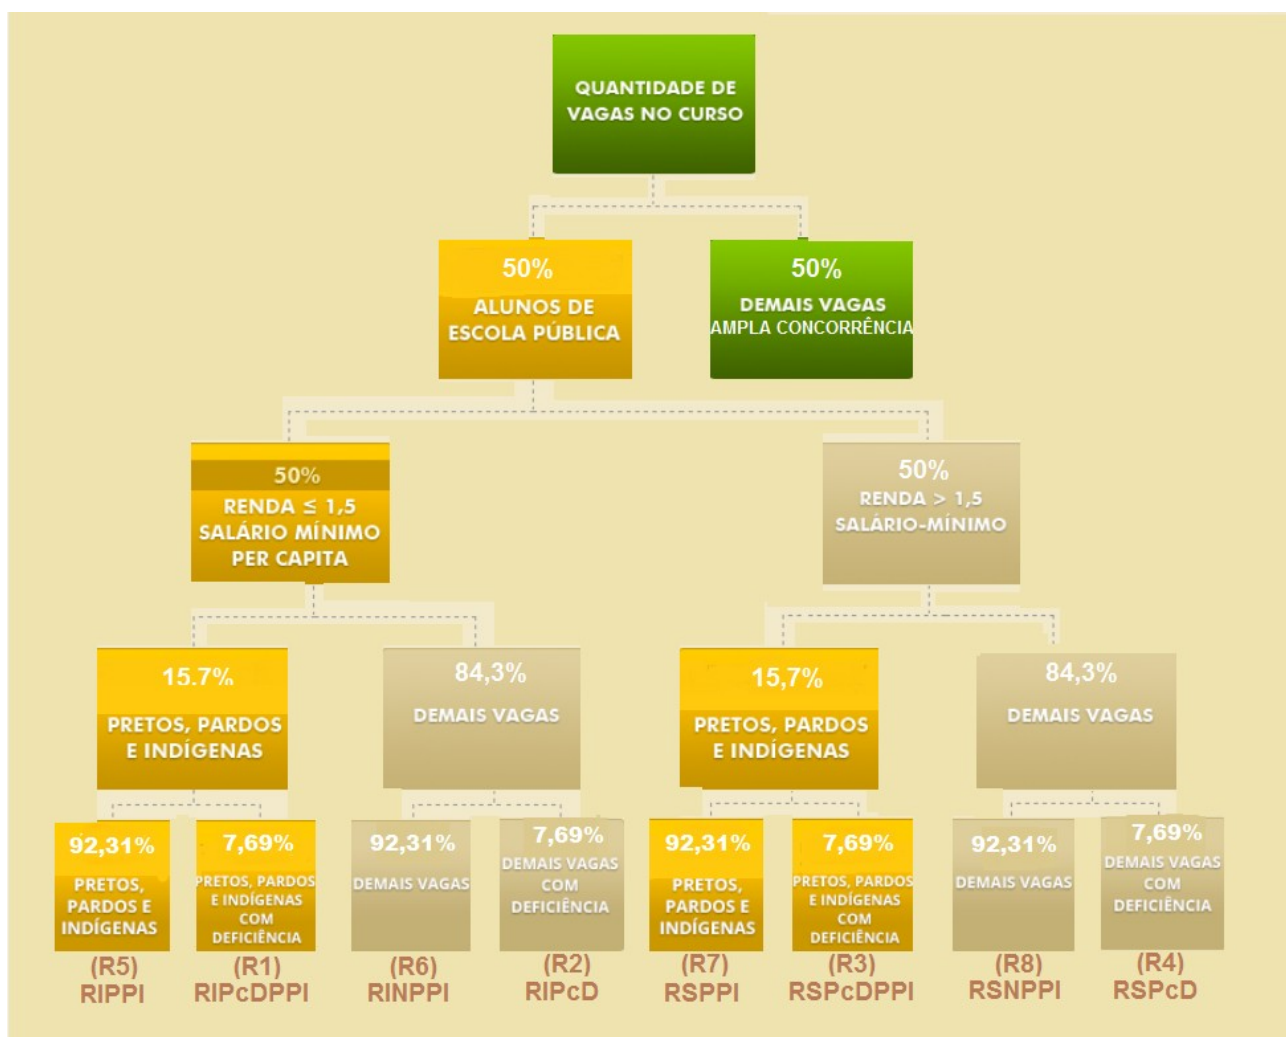 QUANTIDADE DE
VAGAS NO CURSO
50%
ALUNOS DE
ESCOLA PÚBLICA
50%
DEMAIS VAGAS
AMPLA CONCORRÊNCIA
50%
RENDA ≤ 1,5
SALÁRIO MÍNIMO
PER CAPITA
50%
RENDA > 1,5
SALÁRIO-MÍNIMO
15.7%
PRETOS, PARDOS
E INDÍGENAS
84,3%
DEMAIS VAGAS
15,7%
PRETOS, PARDOS
E INDÍGENAS
84,3%
DEMAIS VAGAS
92,31%
PRETOS,
PARDOS E
INDÍGENAS
(R5)
RIPPI
7,69%
PRETOS, PARDOS
E INDÍGENAS
COM
DEFICIÊNCIA
(R1)
RIPcDPPI
92,31%
DEMAIS VAGAS
(R6)
RINPPI
7,69%
DEMAIS VAGAS
COM
DEFICIÊNCIA
(R2)
RIPcD
92,31%
PRETOS,
PARDOS E
INDÍGENAS
(R7)
RSPPI
7,69%
PRETOS, PARDOS
E INDÍGENAS
COM
DEFICIÊNCIA
(R3)
RSPcDPPI
92,31%
DEMAIS VAGAS
(R8)
RSNPPI
7,69%
DEMAIS VAGAS
COM
DEFICIÊNCIA
(R4)
RSPcD